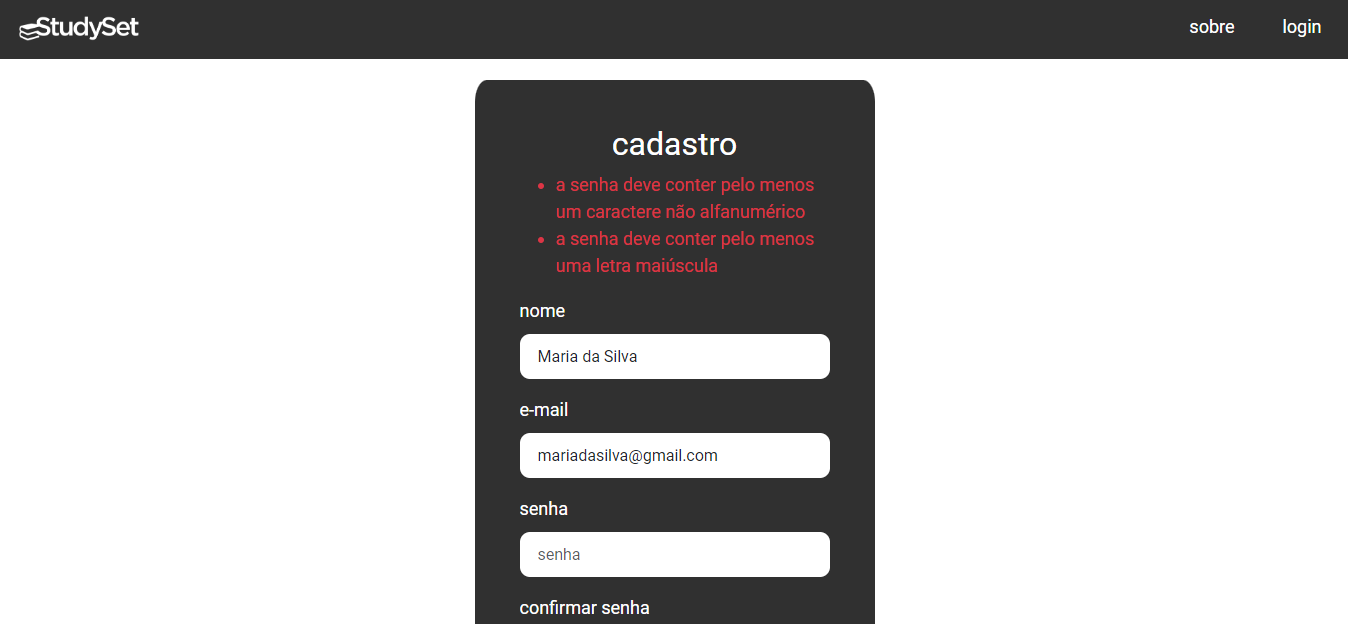 StudySet
sobre
login
cadastro
a senha deve conter pelo menos
um caractere não alfanumérico
a senha deve conter pelo menos
uma letra maiúscula
nome
Maria da Silva
e-mail
mariadasilva@gmail.com
senha
senha
confirmar senha